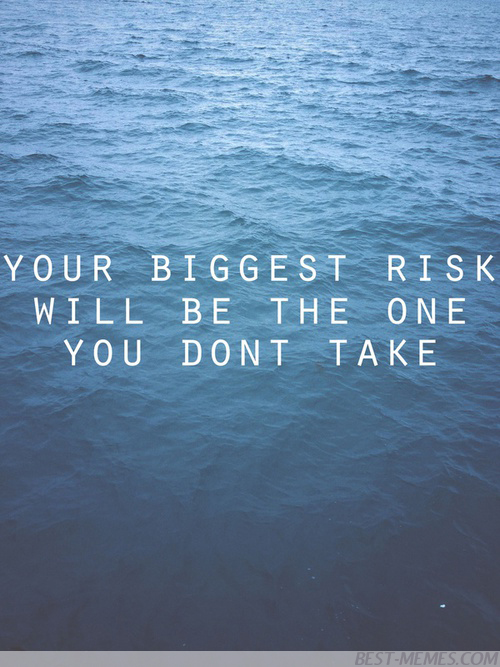 YOUR BIGGEST RISK
WILL BE THE ONE
YOU DONT TAKE
BEST-MEMES.COM